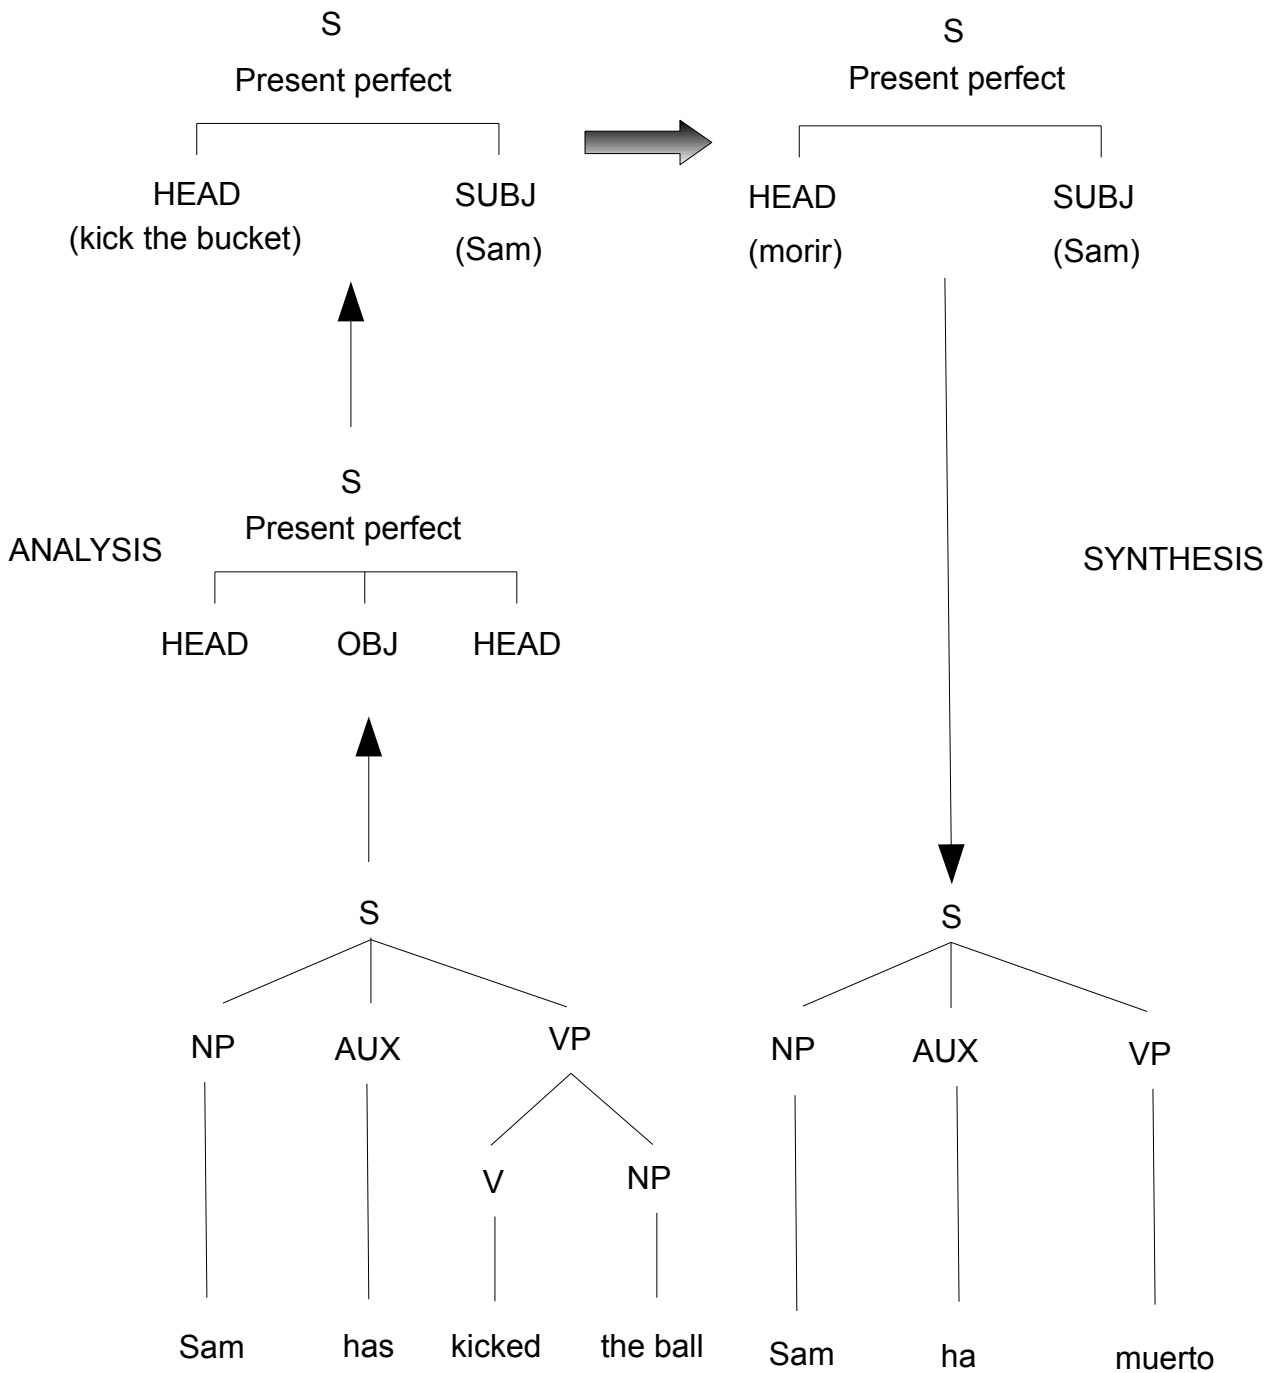 S
Present perfect
HEAD
(kick the bucket)
SUBJ
(Sam)
S
Present perfect
HEAD
(morir)
SUBJ
(Sam)
ANALYSIS
S
Present perfect
HEAD OBJ HEAD
SYNTHESIS
S
NP AUX VP
V NP
Sam has kicked the ball
S
NP AUX VP
Sam ha muerto